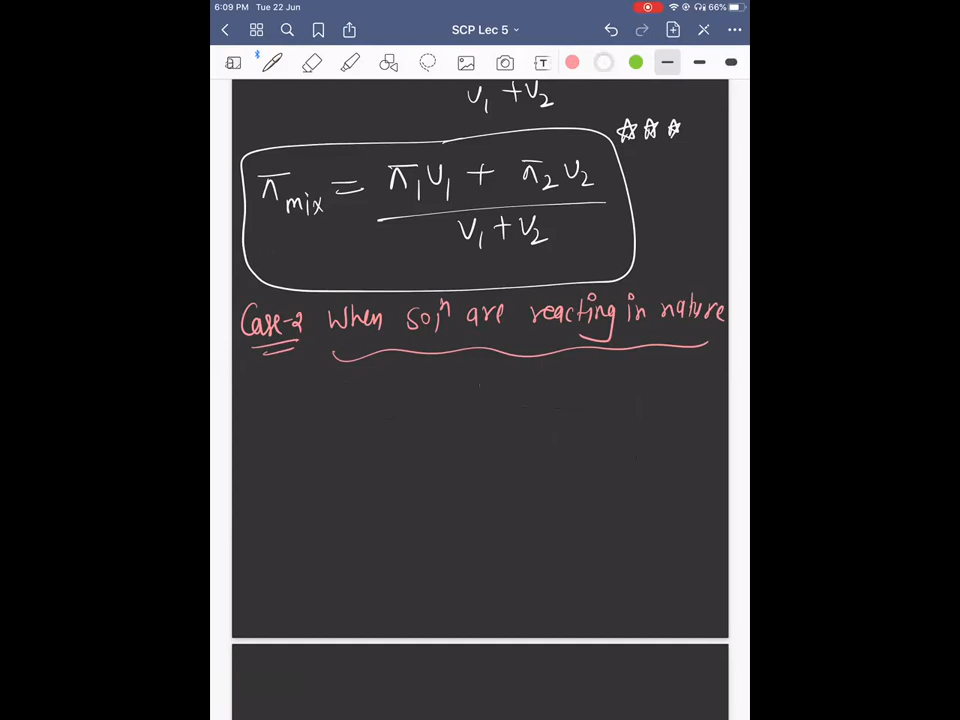 6:09 PM Tue 22 Jun 66%
SCP Lec 5
v₁ + v₂
π_mix = π₁v₁ + π₂v₂
v₁ + v₂
Case-2 When solⁿ are reacting in nature